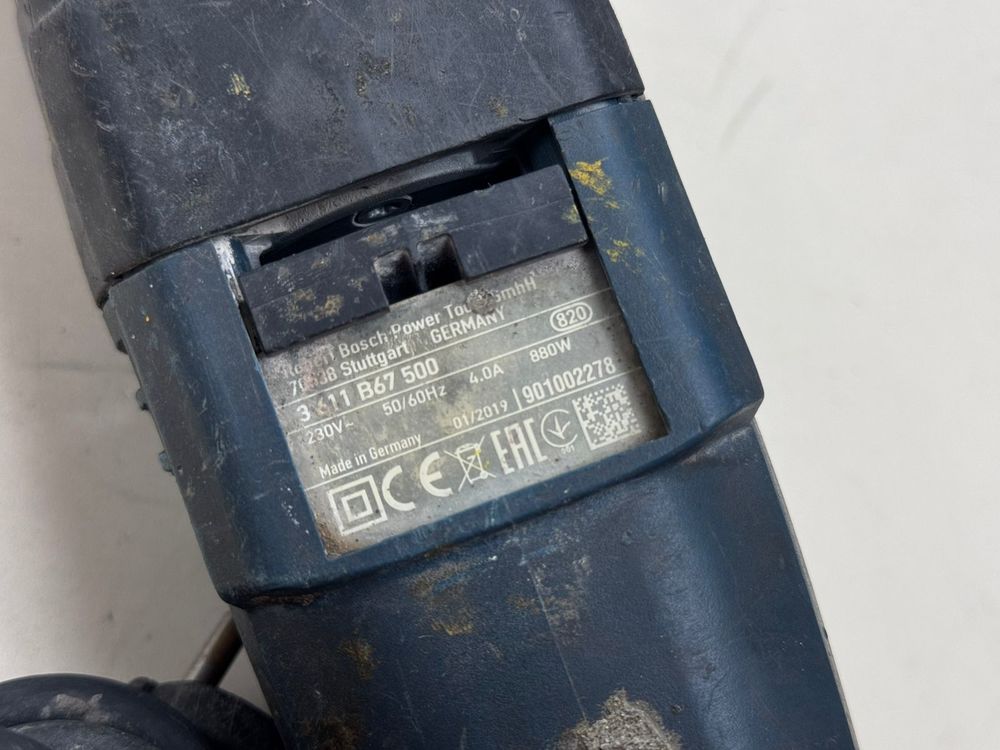 Bosch Power Tools GmbH
Stuttgart GERMANY
3 611 B67 500
820
230V~ 50/60Hz 4.0A 880W
Made in Germany 01/2019 901002278
CE EAC
001